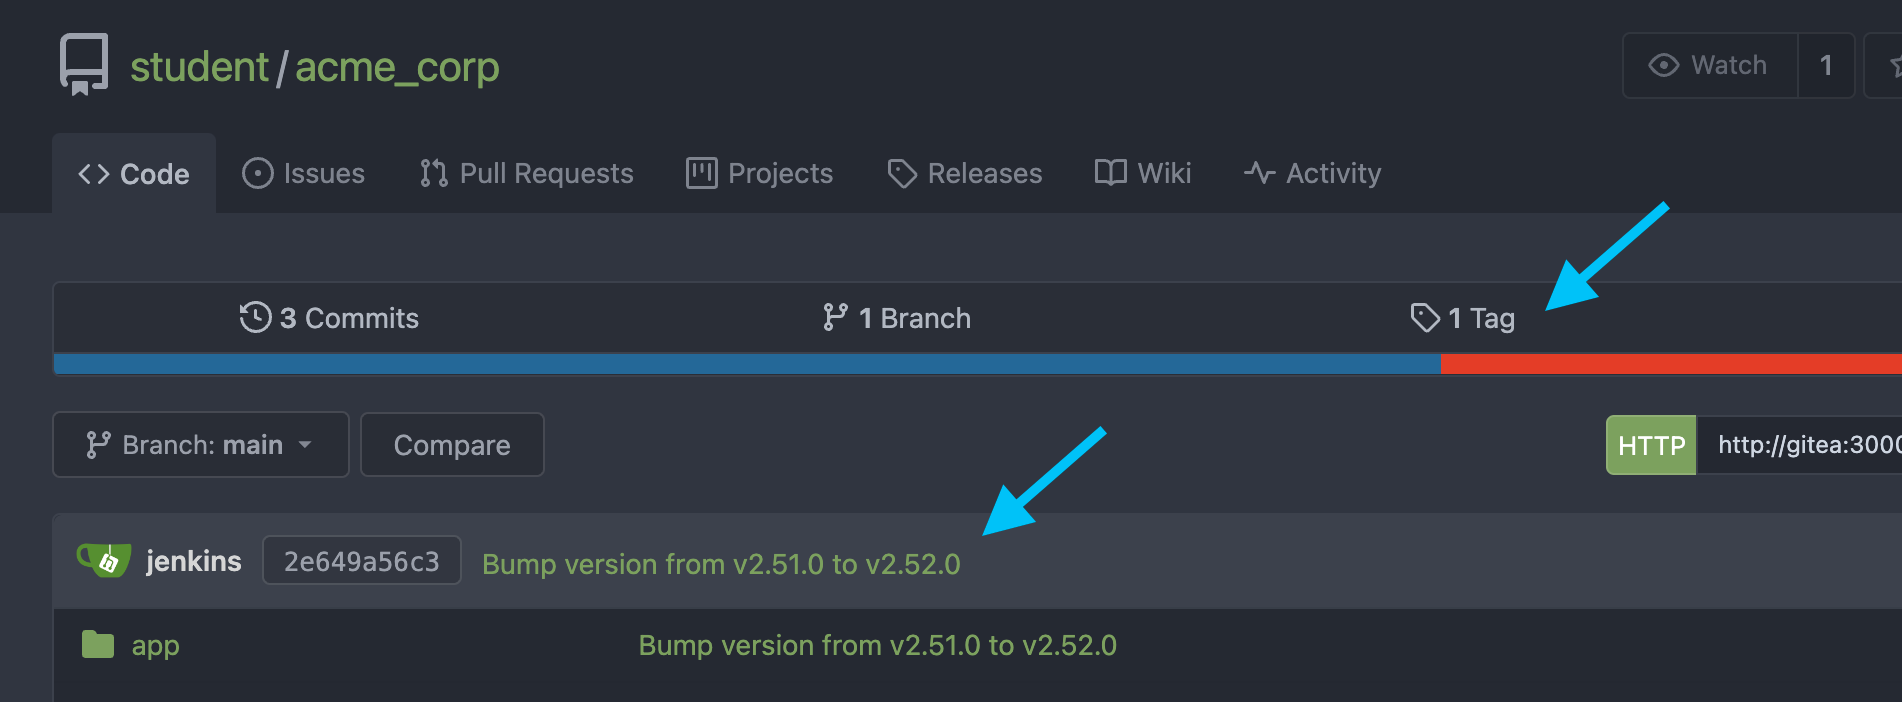 student / acme_corp
Watch 1
Code Issues Pull Requests Projects Releases Wiki Activity
3 Commits 1 Branch 1 Tag
Branch: main Compare HTTP http://gitea:3000
jenkins 2e649a56c3 Bump version from v2.51.0 to v2.52.0
app Bump version from v2.51.0 to v2.52.0